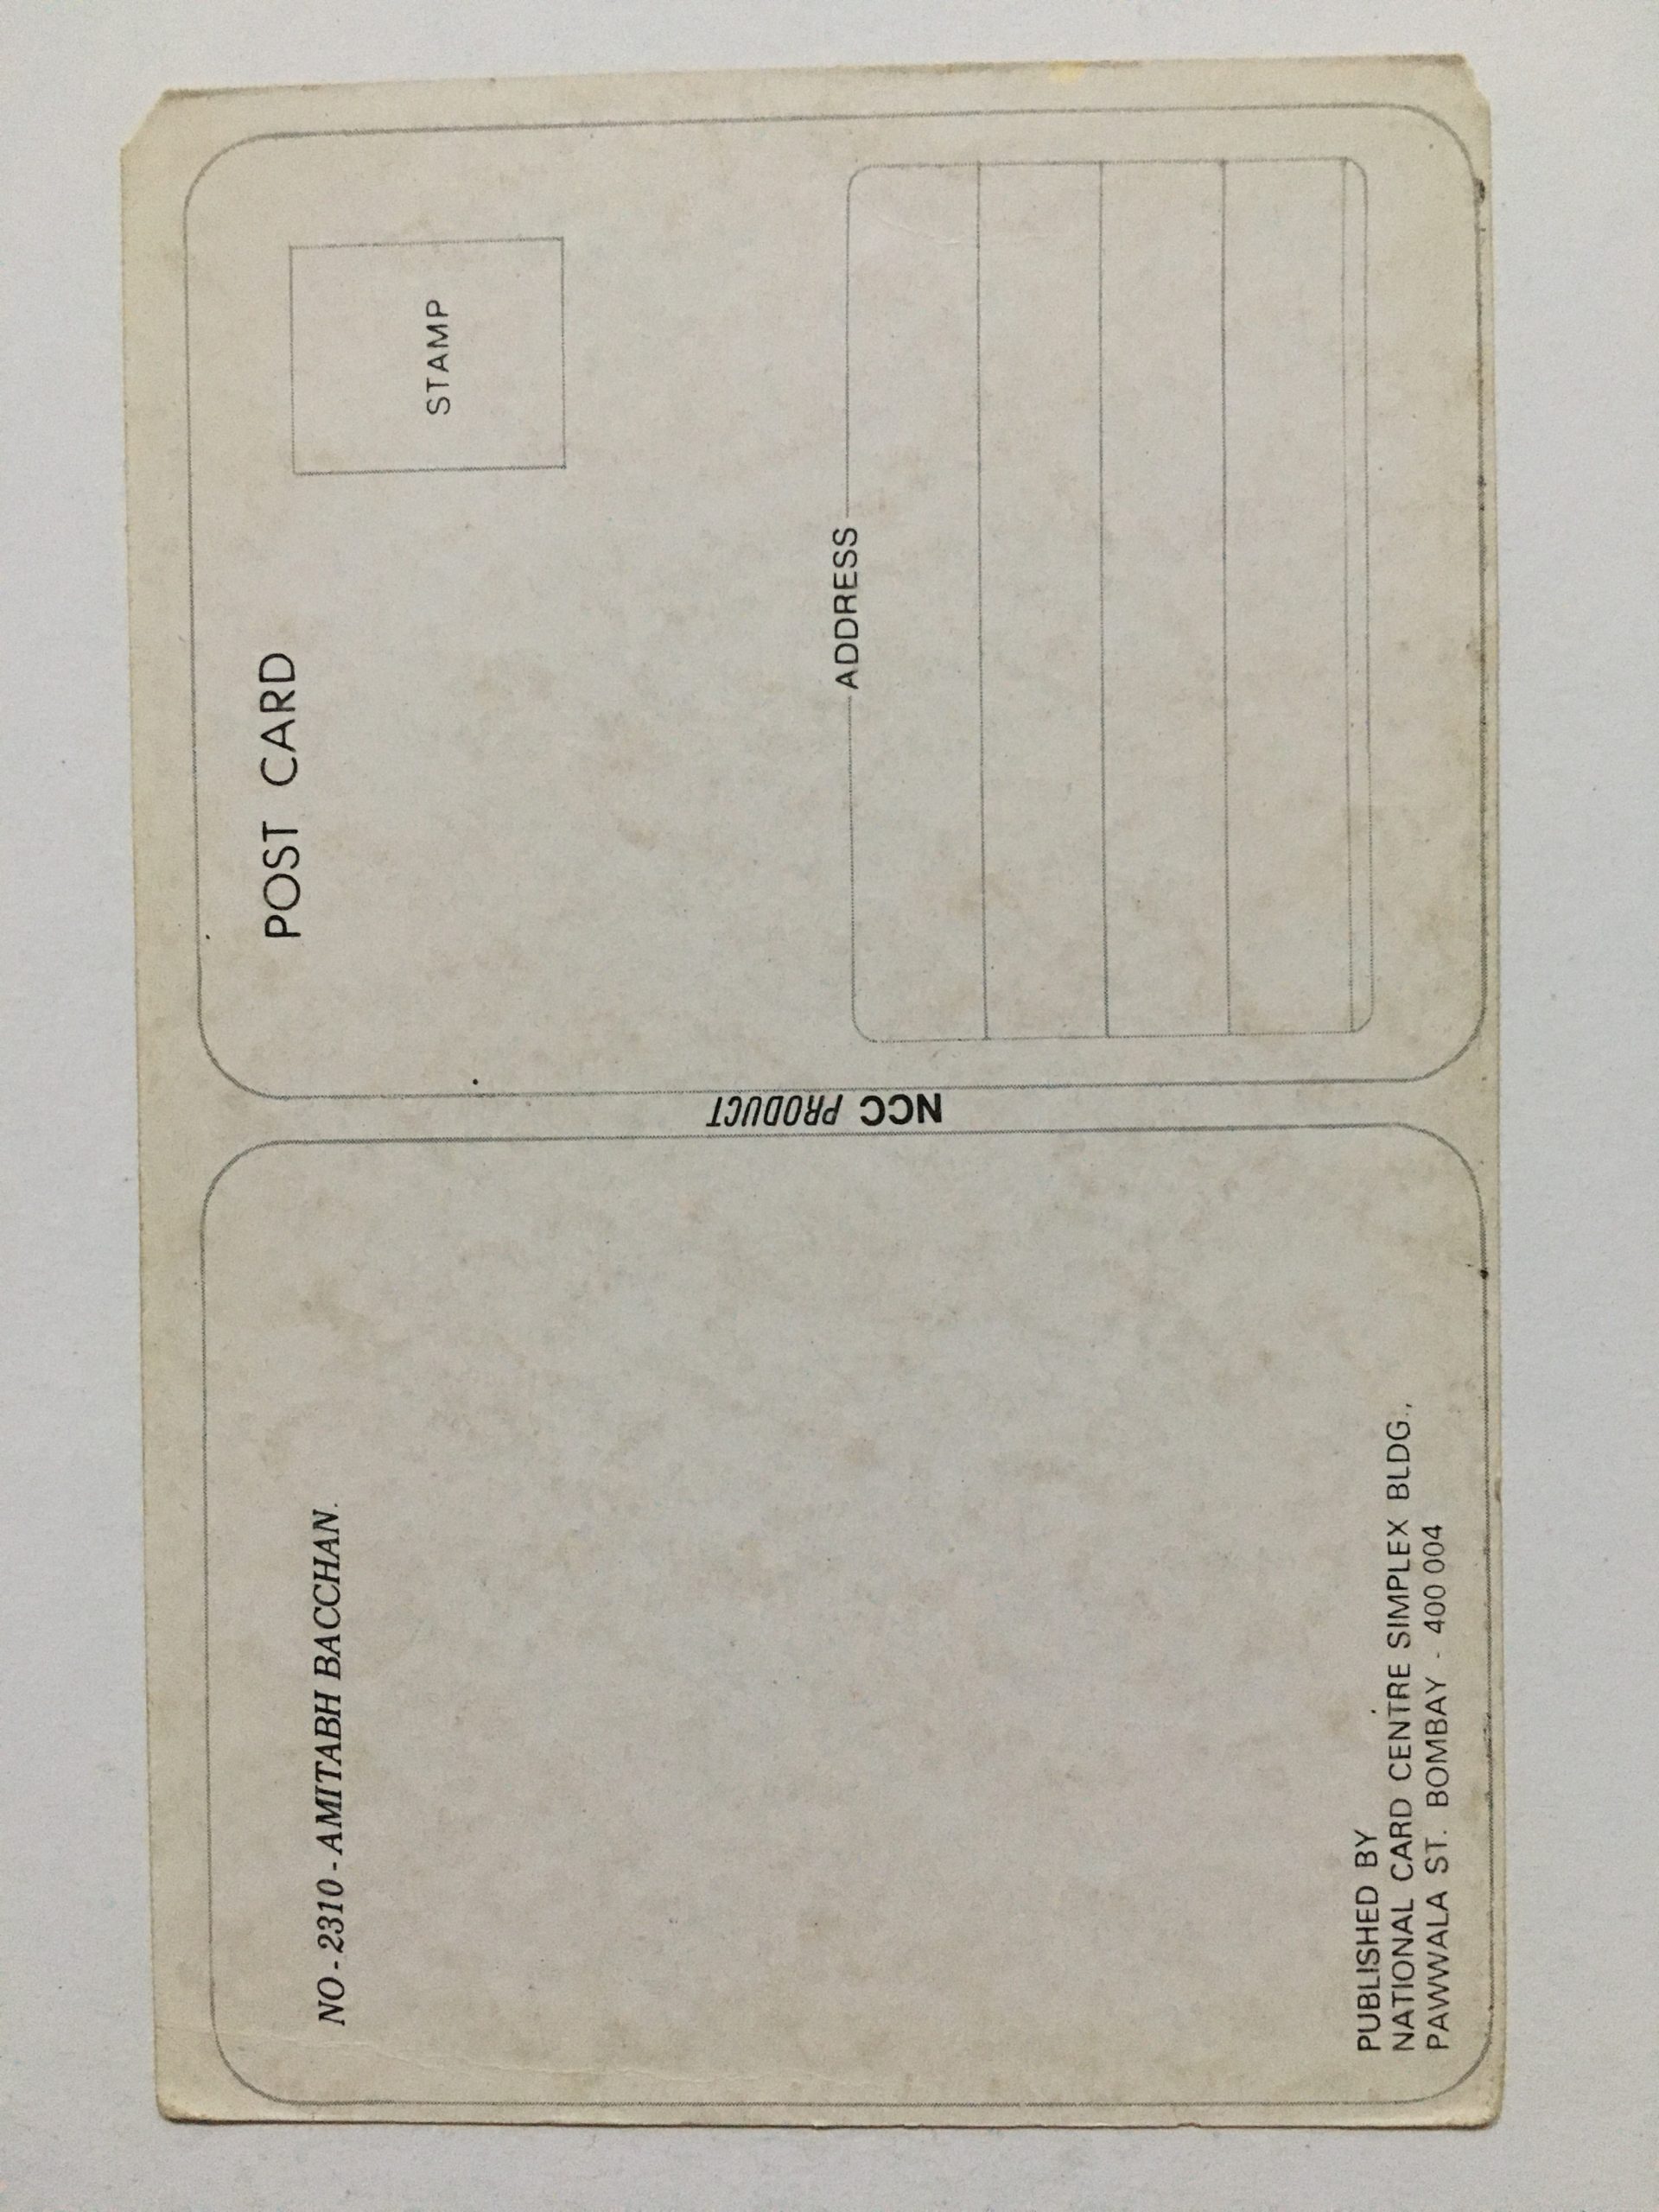 NO-2310-AMITABH BACCHAN.
PUBLISHED BY
NATIONAL CARD CENTRE SIMPLEX BLDG.,
PAWWALA ST. BOMBAY - 400 004
NCC PRODUCT
POST CARD
STAMP
ADDRESS